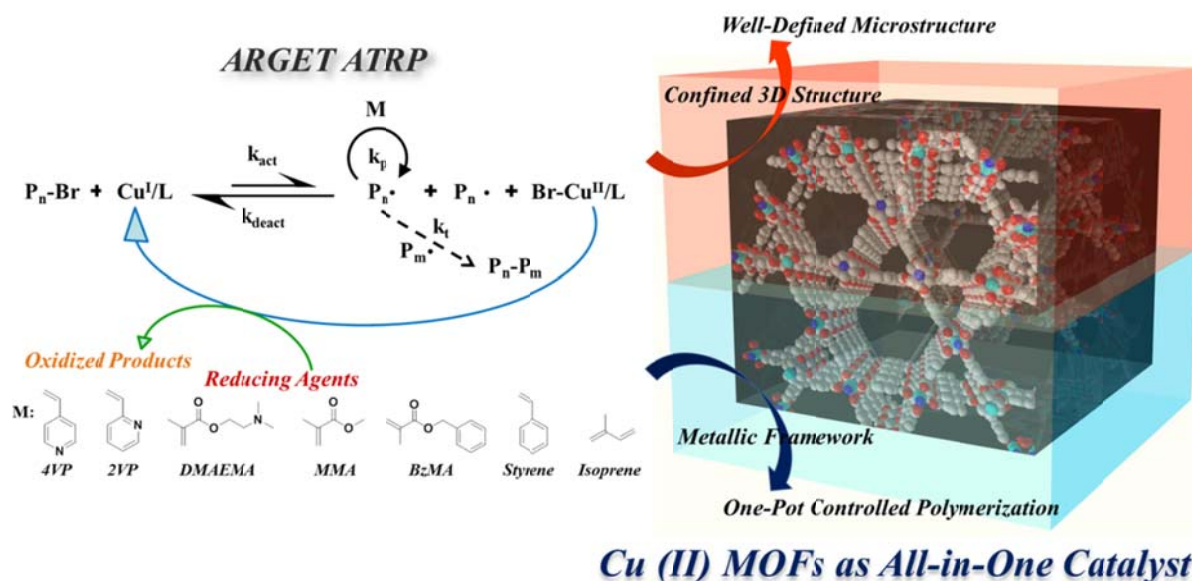 ARGET ATRP
M
k_act
k_p
P_n-Br + Cu^I/L
P_n• + P_n • + Br-Cu^II/L
k_deact
k_t
P_m•
P_n-P_m
Oxidized Products
Reducing Agents
M:
N
N
O
O
N
O
O
O
O
4VP
2VP
DMAEMA
MMA
BzMA
Styrene
Isoprene
Well-Defined Microstructure
Confined 3D Structure
Metallic Framework
One-Pot Controlled Polymerization
Cu (II) MOFs as All-in-One Catalyst